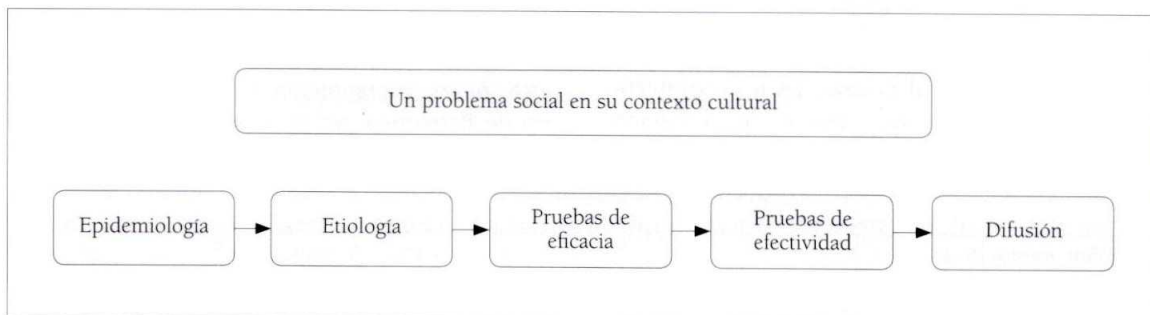 Un problema social en su contexto cultural
Epidemiología
Etiología
Pruebas de
eficacia
Pruebas de
efectividad
Difusión